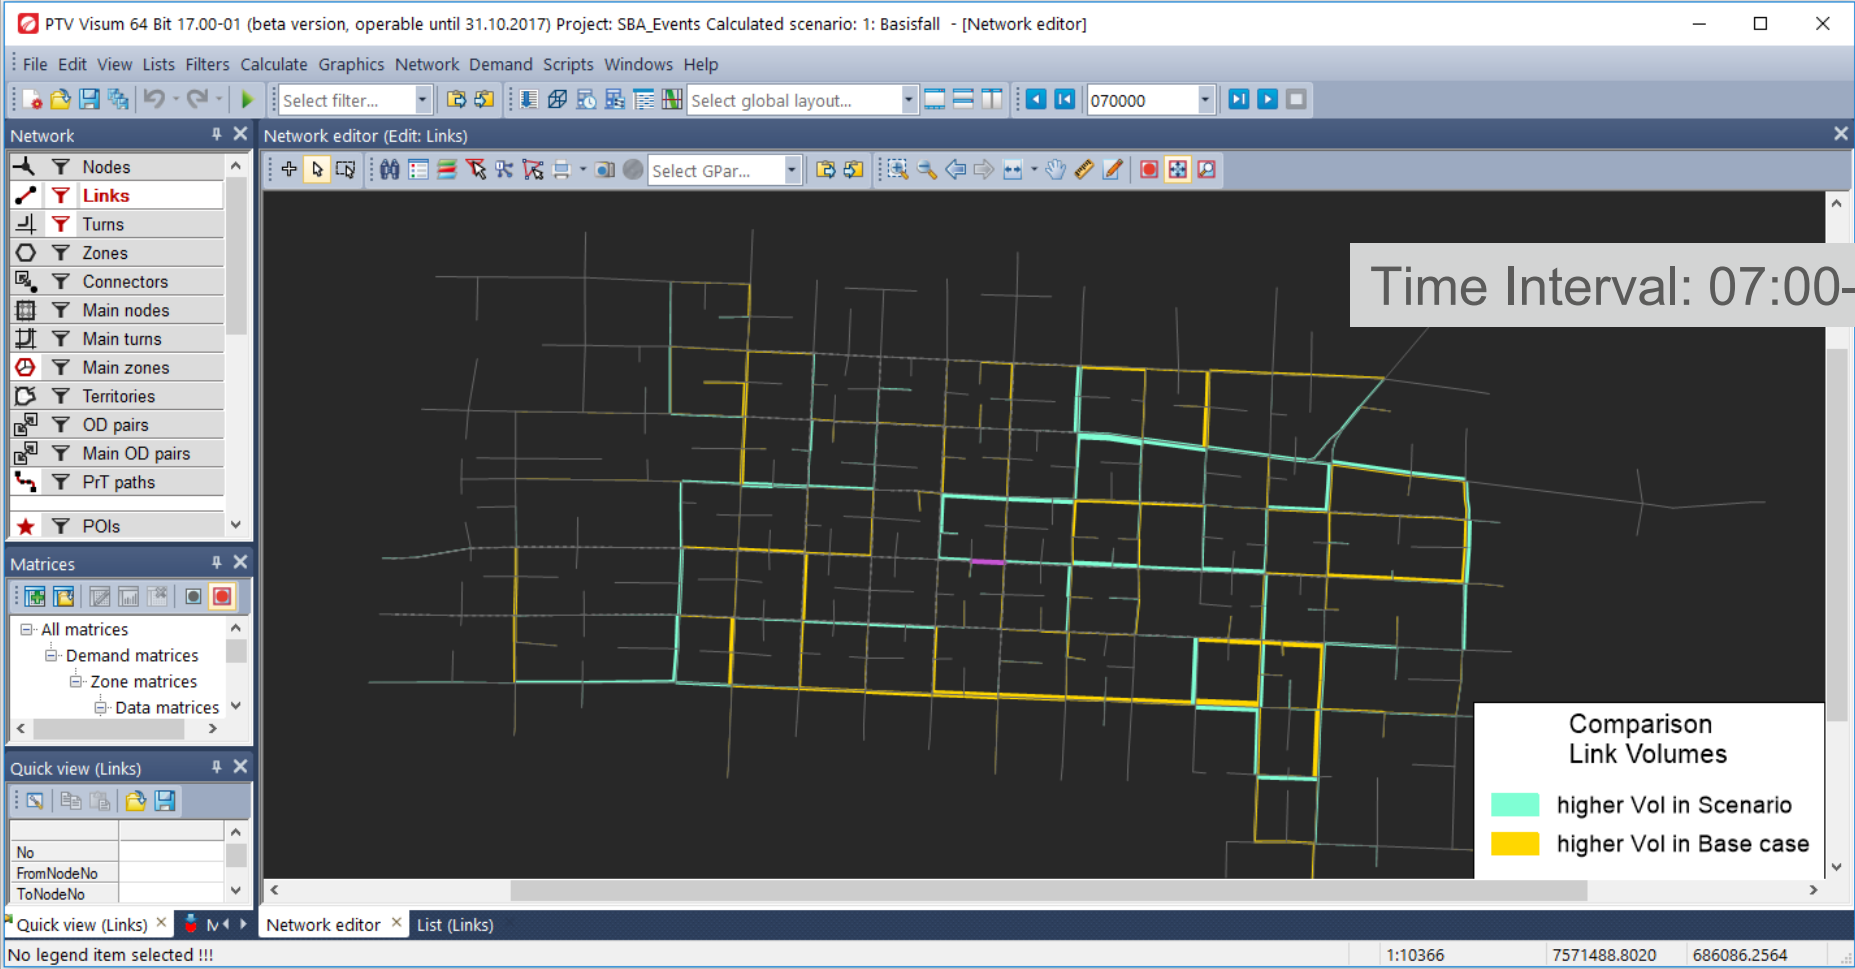 PTV Visum 64 Bit 17.00-01 (beta version, operable until 31.10.2017) Project: SBA_Events Calculated scenario: 1: Basisfall - [Network editor]
File Edit View Lists Filters Calculate Graphics Network Demand Scripts Windows Help
Select filter...
Select global layout...
070000
Network
Network editor (Edit: Links)
Select GPar...
Nodes
Links
Turns
Zones
Connectors
Main nodes
Main turns
Main zones
Territories
OD pairs
Main OD pairs
PrT paths
POIs
Time Interval: 07:00-
Matrices
All matrices
Demand matrices
Zone matrices
Data matrices
Comparison
Link Volumes
higher Vol in Scenario
higher Vol in Base case
Quick view (Links)
No
FromNodeNo
ToNodeNo
Quick view (Links)
Network editor
List (Links)
No legend item selected !!!
1:10366
7571488.8020
686086.2564